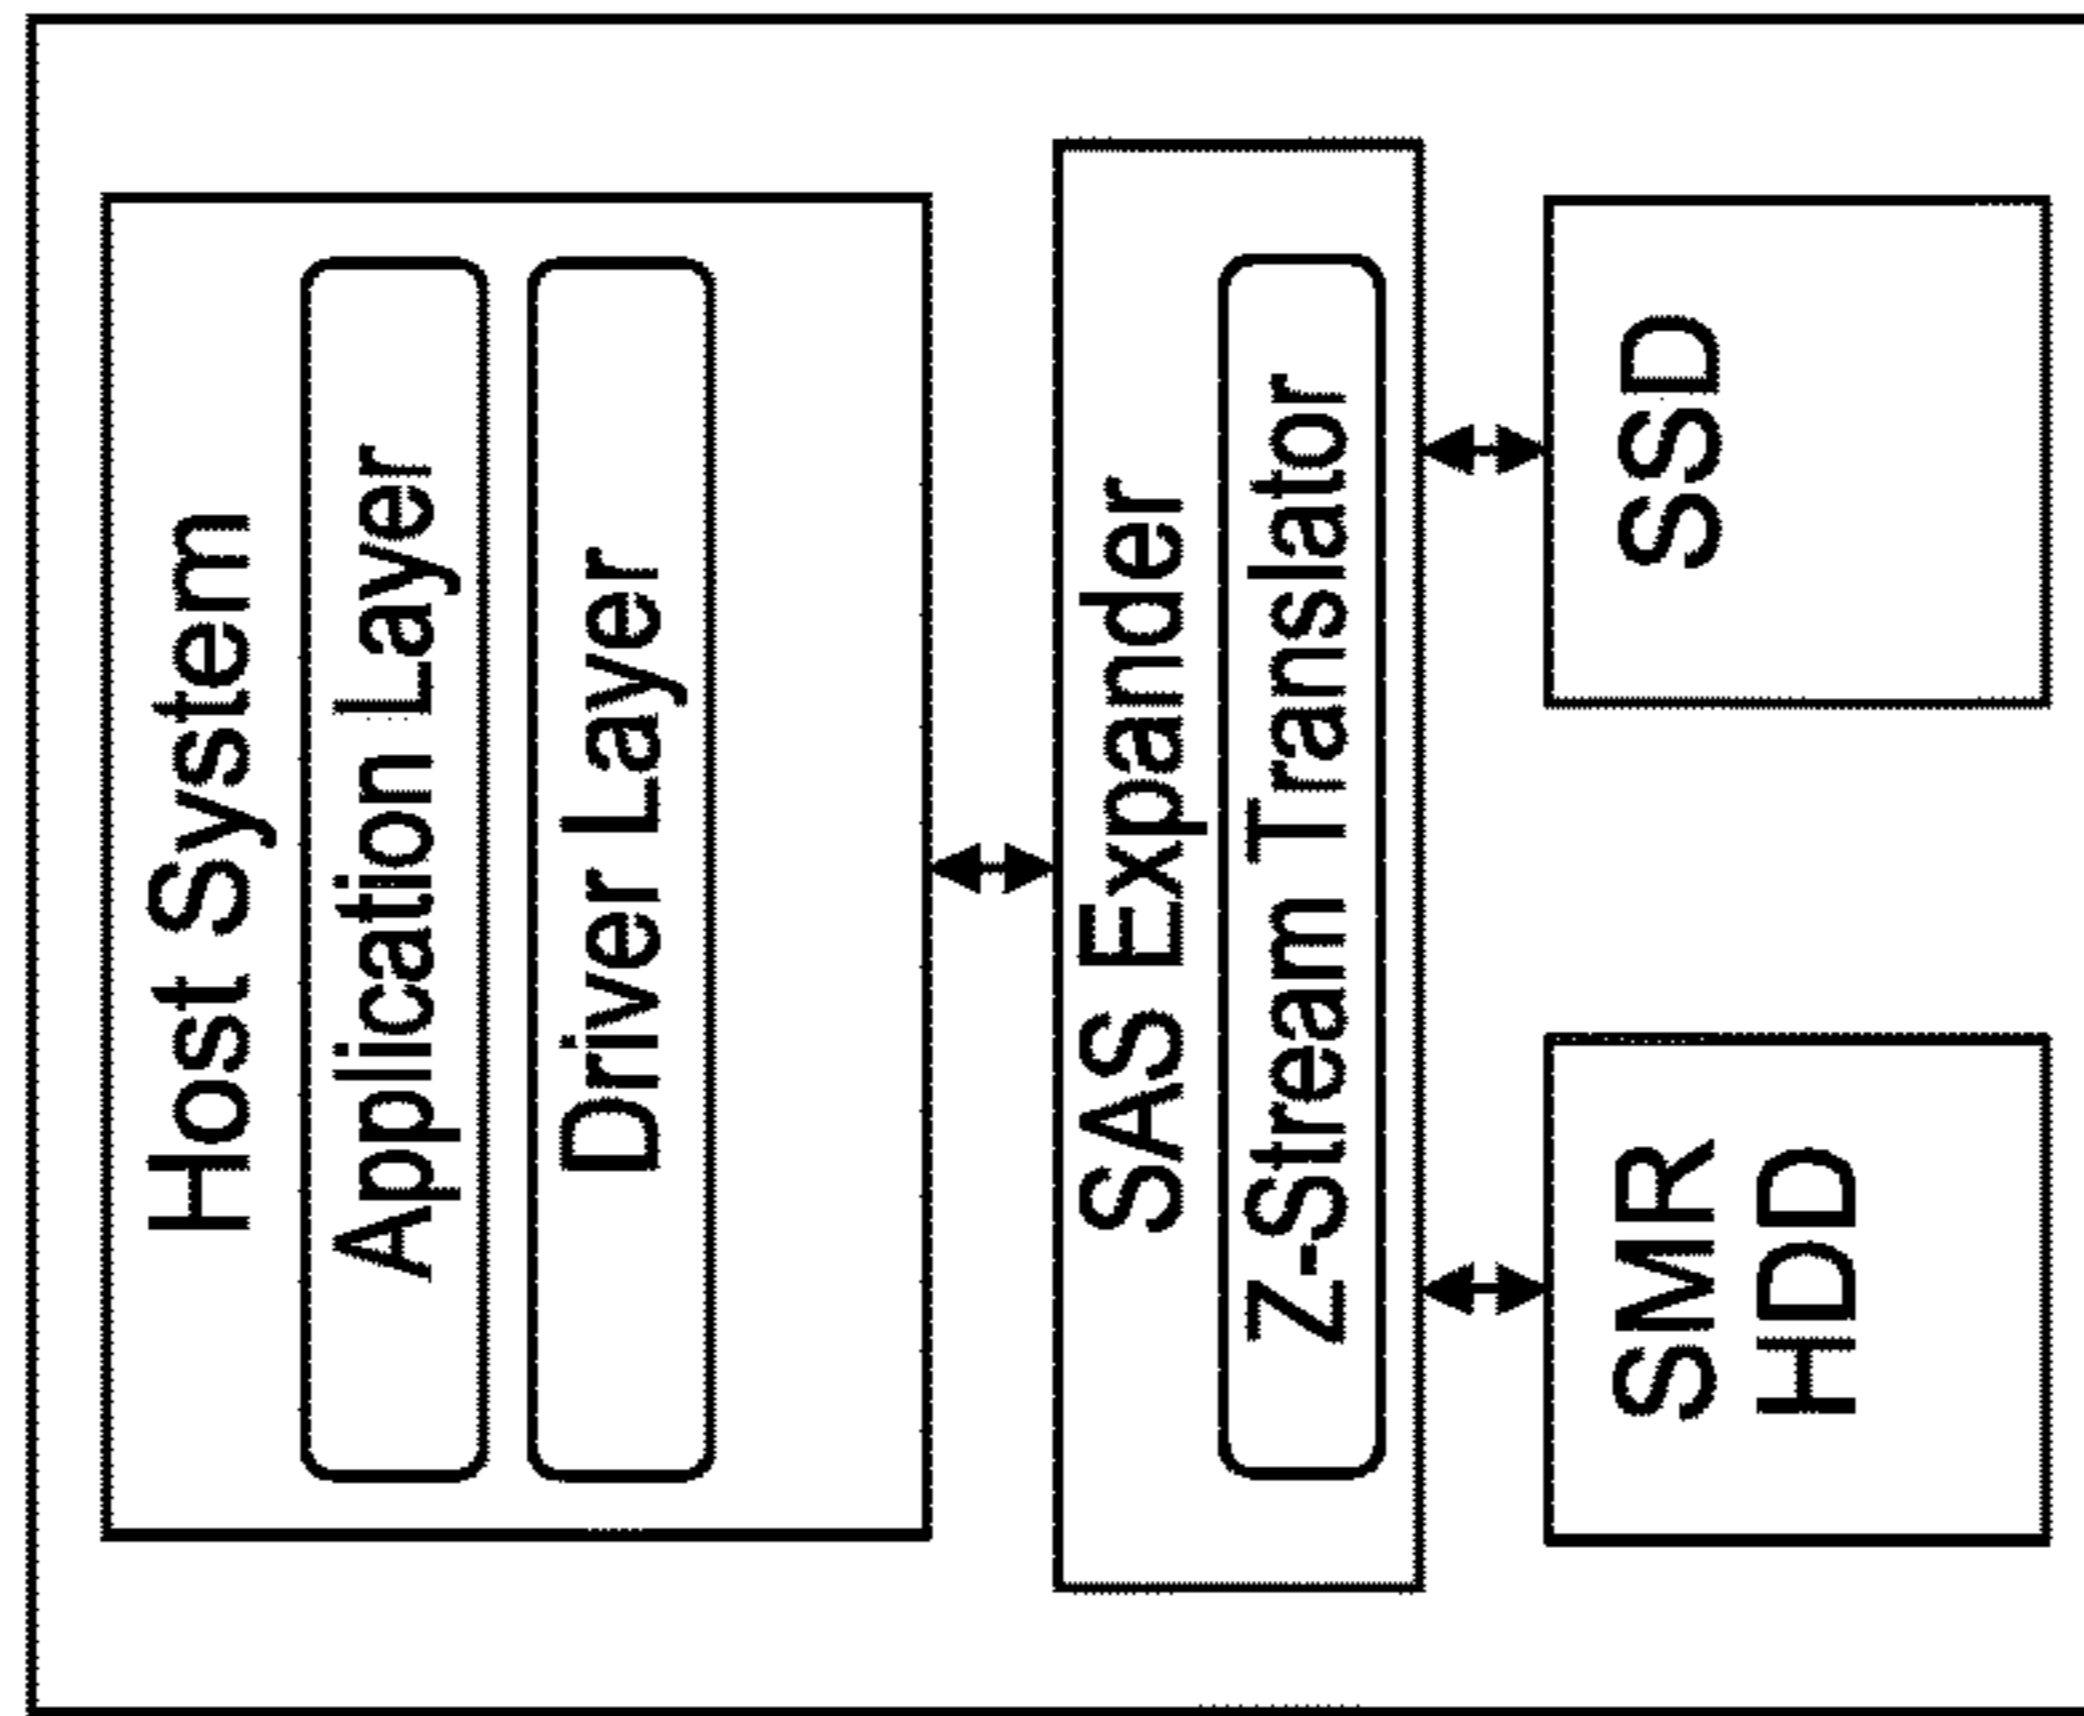 Host System
Application Layer
Driver Layer
SAS Expander
Z-Stream Translator
SMR
HDD
SSD